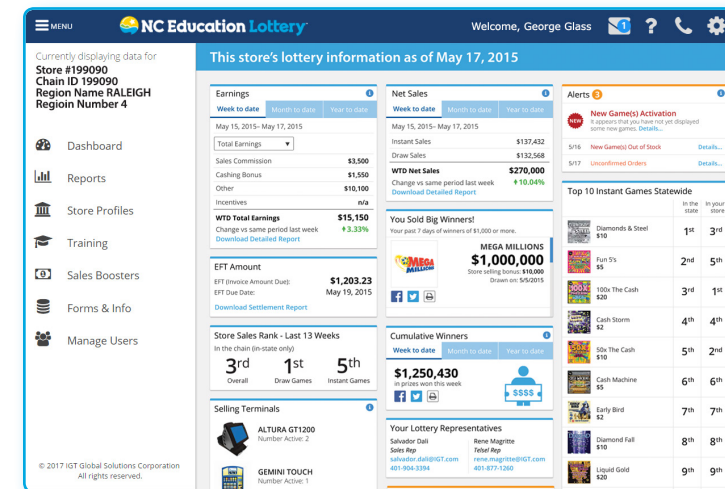 MENU
NC Education Lottery
Welcome, George Glass
1
?
Currently displaying data for
Store #199090
Chain ID 199090
Region Name RALEIGH
Regioin Number 4
Dashboard
Reports
Store Profiles
Training
Sales Boosters
Forms & Info
Manage Users
© 2017 IGT Global Solutions Corporation
All rights reserved.
This store's lottery information as of May 17, 2015
Earnings
Week to date Month to date Year to date
May 15, 2015– May 17, 2015
Total Earnings
Sales Commission $3,500
Cashing Bonus $1,550
Other $10,100
Incentives n/a
WTD Total Earnings $15,150
Change vs same period last week 3.33%
Download Detailed Report
EFT Amount
EFT (Invoice Amount Due): $1,203.23
EFT Due Date: May 19, 2015
Download Settlement Report
Store Sales Rank - Last 13 Weeks
In the chain (in-state only)
3rd 1st 5th
Overall Draw Games Instant Games
Selling Terminals
ALTURA GT1200
Number Active: 2
GEMINI TOUCH
Number Active: 1
Net Sales
Week to date Month to date Year to date
May 15, 2015– May 17, 2015
Instant Sales $137,432
Draw Sales $132,568
WTD Net Sales $270,000
Change vs same period last week 10.04%
Download Detailed Report
You Sold Big Winners!
Your past 7 days of winners of $1,000 or more.
MEGA MILLIONS
MEGA MILLIONS
$1,000,000
Store selling bonus: $10,000
Drawn on: 5/5/2015
Cumulative Winners
Week to date Month to date Year to date
$1,250,430
in prizes won this week
$$$$
Your Lottery Representatives
Salvador Dali Rene Magritte
Sales Rep Telsel Rep
salvador.dali@IGT.com rene.magritte@IGT.com
401-904-3394 401-877-1260
Alerts 3
NEW
New Game(s) Activation
It appears that you have not yet displayed
some new games. Details...
5/16 New Game(s) Out of Stock Details...
5/17 Unconfirmed Orders Details...
Top 10 Instant Games Statewide
In the state In your store
Diamonds & Steel $10 1st 3rd
Fun 5's $5 2nd 5th
100x The Cash $20 3rd 1st
Cash Storm $2 4th 4th
50x The Cash $10 5th 2nd
Cash Machine $5 6th 6th
Early Bird $2 7th 7th
Diamond Fall $10 8th 8th
Liquid Gold $20 9th 9th